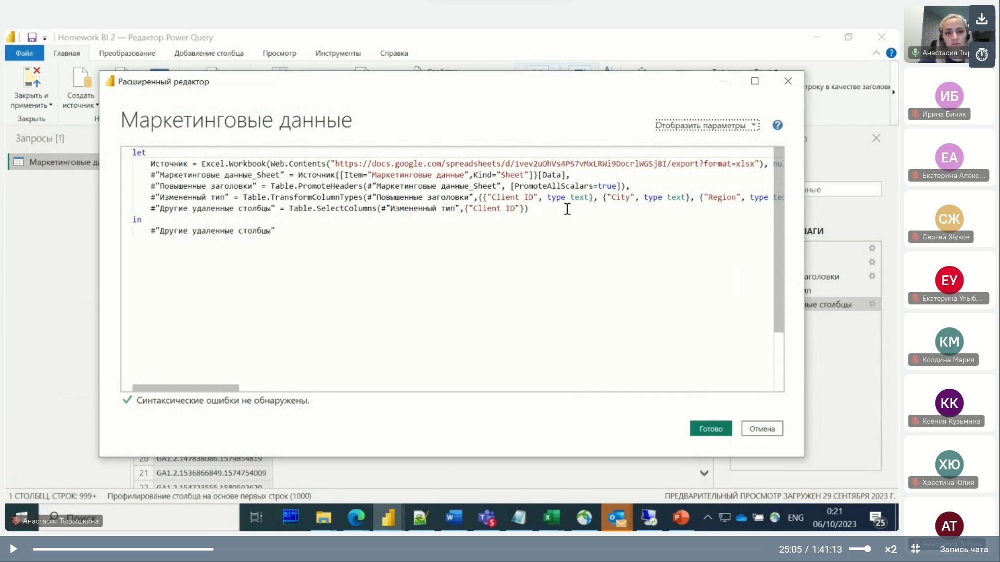 Homework BI 2 — Редактор Power Query
Файл Главная Преобразование Добавление столбца Просмотр Инструменты Справка
Закрыть и применить
Создать источник
Закрыть
троку в качестве заголовк
Запросы [1]
Маркетинговые да
Расширенный редактор
Маркетинговые данные
Отобразить параметры
let
Источник = Excel.Workbook(Web.Contents("https://docs.google.com/spreadsheets/d/1vev2uOhVs4PS7vMxLRWi9DocrlWGSj8I/export?format=xlsx"), nu
#"Маркетинговые данные_Sheet" = Источник{[Item="Маркетинговые данные",Kind="Sheet"]}[Data],
#"Повышенные заголовки" = Table.PromoteHeaders(#"Маркетинговые данные_Sheet", [PromoteAllScalars=true]),
#"Измененный тип" = Table.TransformColumnTypes(#"Повышенные заголовки",{{"Client ID", type text}, {"City", type text}, {"Region", type te
#"Другие удаленные столбцы" = Table.SelectColumns(#"Измененный тип",{"Client ID"})
in
#"Другие удаленные столбцы"
Синтаксические ошибки не обнаружены.
Готово Отмена
нные
ШАГИ
аголовки
ип
ные столбцы
20 GA1.2.147838086.1579854819
21 GA1.2.1536866849.1574754009
22 GA1.2.154723555.1580502620
1 СТОЛБЕЦ, СТРОК: 999+ Профилирование столбца на основе первых строк (1000)
ПРЕДВАРИТЕЛЬНЫЙ ПРОСМОТР ЗАГРУЖЕН 29 СЕНТЯБРЯ 2023 Г.
Анастасия Тырышкина
Поиск
ENG
0:21
06/10/2023
25
25:05 / 1:41:13
×2
Запись чата
Анастасия Тыр
ИБ
Ирина Бичик
ЕА
Екатерина Алекс...
СЖ
Сергей Жуков
ЕУ
Екатерина Улыб...
КМ
Колдина Мария
КК
Ксения Кузьмина
ХЮ
Христина Юлия
АТ
Анастасия Титова